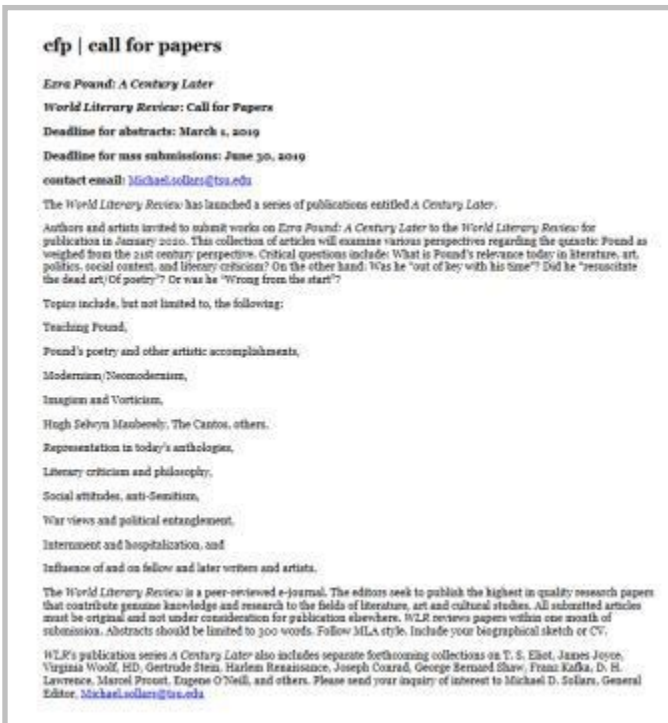 cfp | call for papers
Ezra Pound: A Century Later
World Literary Review: Call for Papers
Deadline for abstracts: March 1, 2019
Deadline for mss submissions: June 30, 2019
contact email: Michael.sollars@tsu.edu
The World Literary Review has launched a series of publications entitled A Century Later.
Authors and artists invited to submit works on Ezra Pound: A Century Later to the World Literary Review for
publication in January 2020. This collection of articles will examine various perspectives regarding the quixotic Pound as
weighed from the 21st century perspective. Critical questions include: What is Pound's relevance today in literature, art,
politics, social context, and literary criticism? On the other hand: Was he "out of key with his time"? Did he "resuscitate
the dead art/Of poetry"? Or was he "Wrong from the start"?
Topics include, but not limited to, the following:
Teaching Pound,
Pound's poetry and other artistic accomplishments,
Modernism/Neomodernism,
Imagism and Vorticism,
Hugh Selwyn Mauberely, The Cantos, others.
Representation in today's anthologies,
Literary criticism and philosophy,
Social attitudes, anti-Semitism,
War views and political entanglement,
Internment and hospitalization, and
Influence of and on fellow and later writers and artists.
The World Literary Review is a peer-reviewed e-journal. The editors seek to publish the highest in quality research papers
that contribute genuine knowledge and research to the fields of literature, art and cultural studies. All submitted articles
must be original and not under consideration for publication elsewhere. WLR reviews papers within one month of
submission. Abstracts should be limited to 300 words. Follow MLA style. Include your biographical sketch or CV.
WLR's publication series A Century Later also includes separate forthcoming collections on T. S. Eliot, James Joyce,
Virginia Woolf, HD, Gertrude Stein, Harlem Renaissance, Joseph Conrad, George Bernard Shaw, Franz Kafka, D. H.
Lawrence, Marcel Proust, Eugene O'Neill, and others. Please send your inquiry of interest to Michael D. Sollars, General
Editor, Michael.sollars@tsu.edu